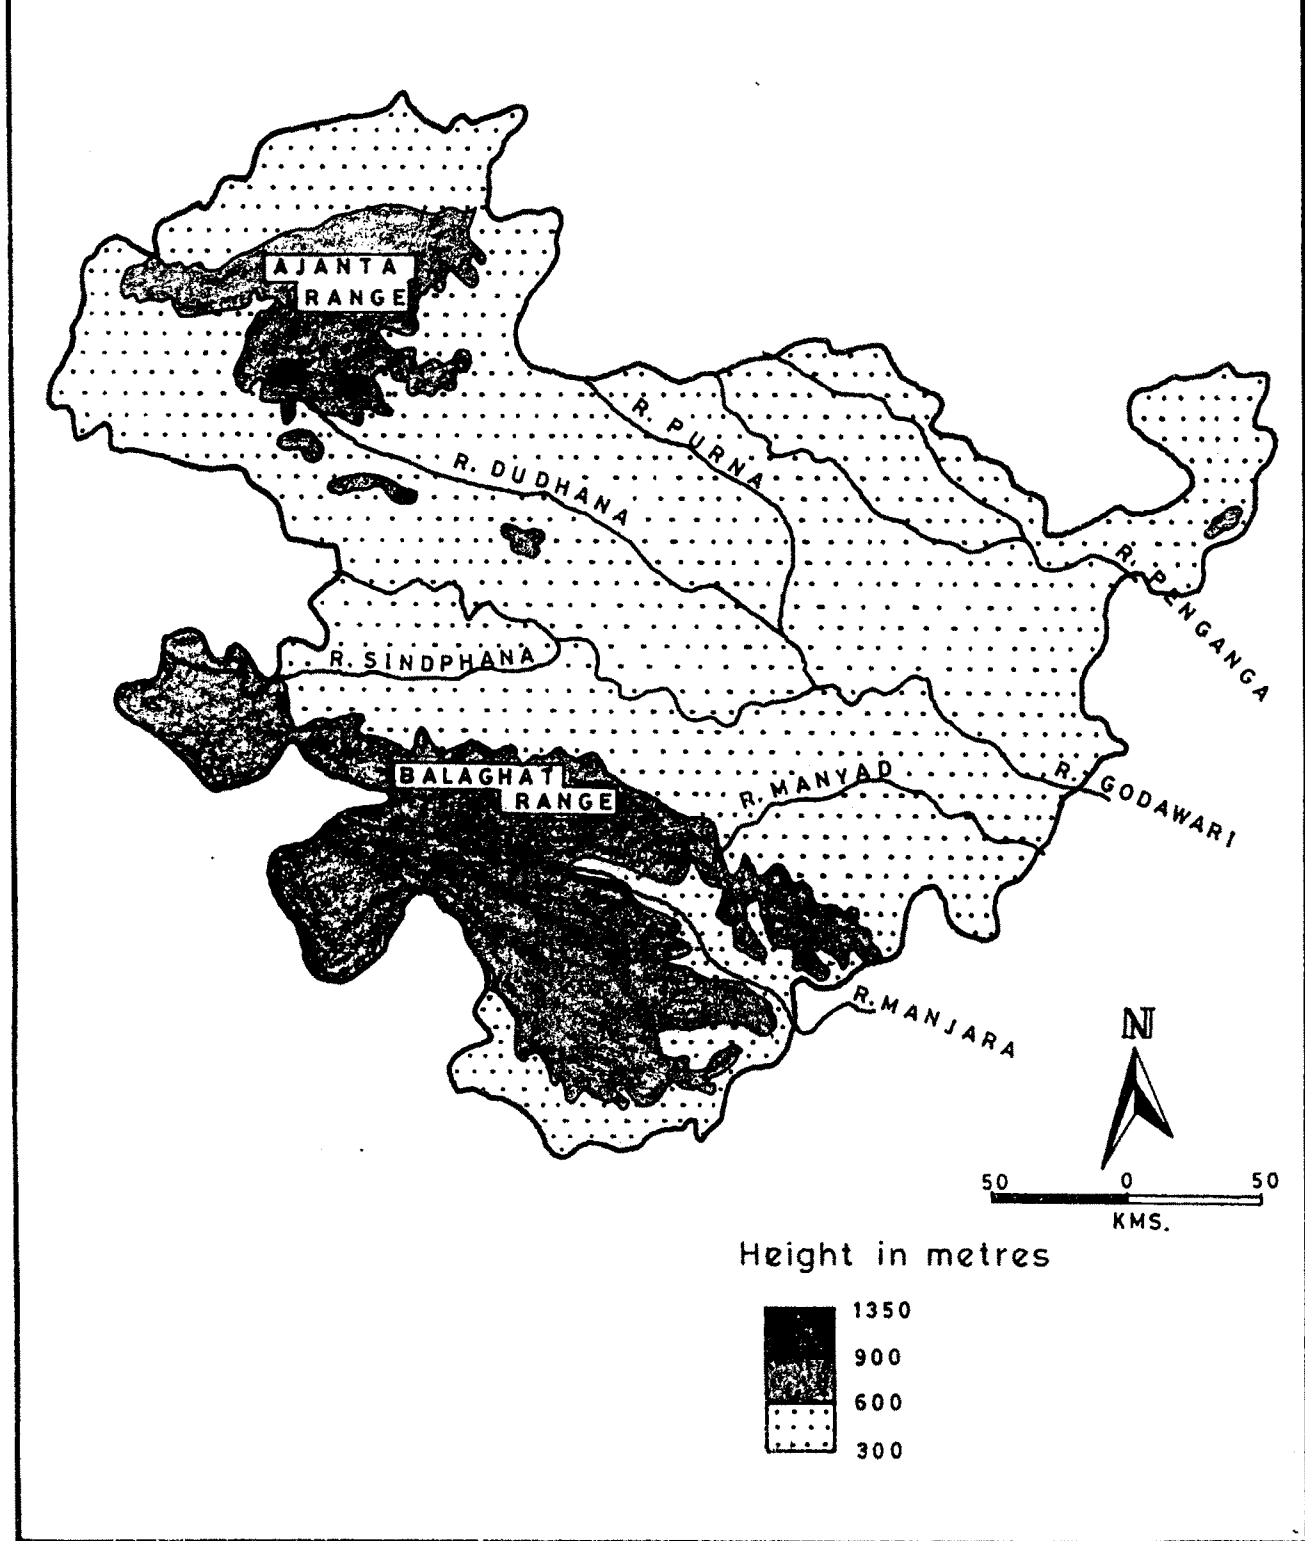 AJANTA
RANGE
R. PURNA
R. DUDHANA
R. PENGANGA
R. SINDPHANA
BALAGHAT
RANGE
R. MANYAD
R. GODAWARI
R. MANJARA
N
50 0 50
KMS.
Height in metres
1350
900
600
300